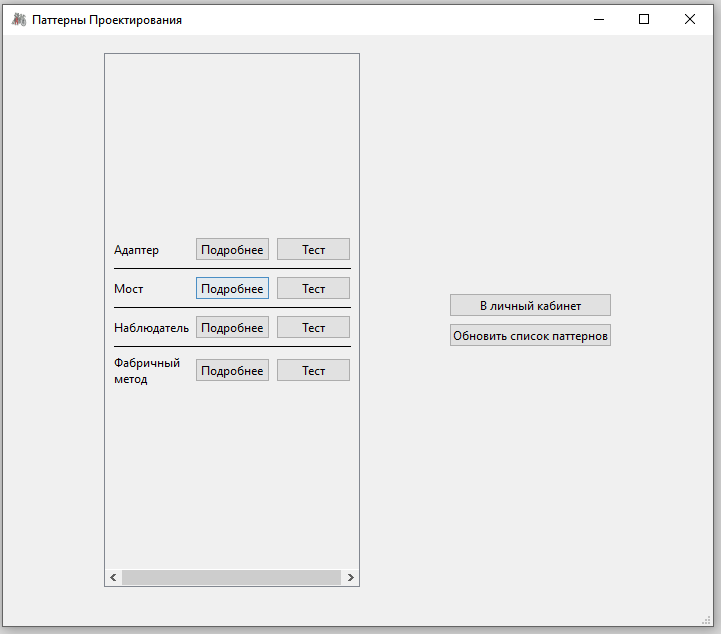 Паттерны Проектирования
Адаптер Подробнее Тест
Мост Подробнее Тест
В личный кабинет
Наблюдатель Подробнее Тест
Обновить список паттернов
Фабричный
метод
Подробнее Тест